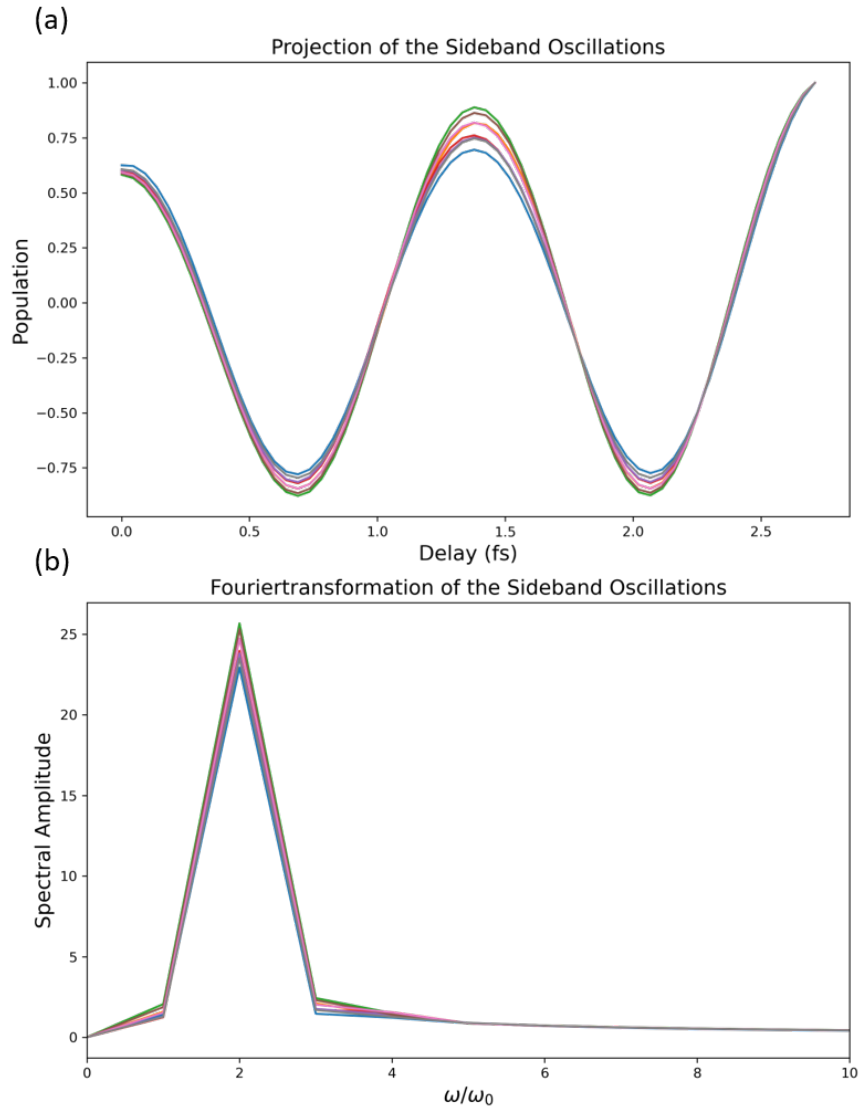 (a)
Projection of the Sideband Oscillations
1.00
0.75
0.50
0.25
0.00
−0.25
−0.50
−0.75
Population
0.0 0.5 1.0 1.5 2.0 2.5
Delay (fs)
(b)
Fouriertransformation of the Sideband Oscillations
25
20
15
10
5
0
Spectral Amplitude
0 2 4 6 8 10
ω/ω₀